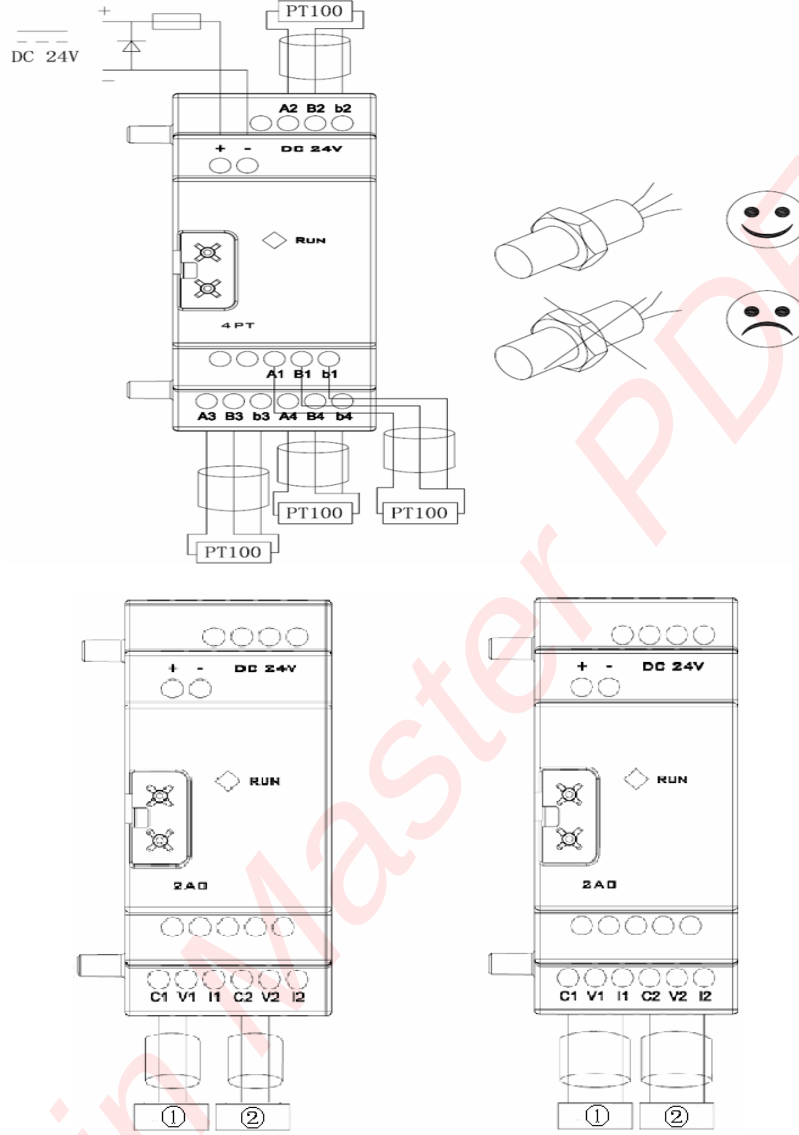 PT100
+
DC 24V
−
A2 B2 b2
+ - DC 24V
RUN
4PT
A1 B1 b1
A3 B3 b3 A4 B4 b4
PT100 PT100
PT100
+ - DC 24V
RUN
2AO
C1 V1 I1 C2 V2 I2
① ②
+ - DC 24V
RUN
2AO
C1 V1 I1 C2 V2 I2
① ②
in Master PDF